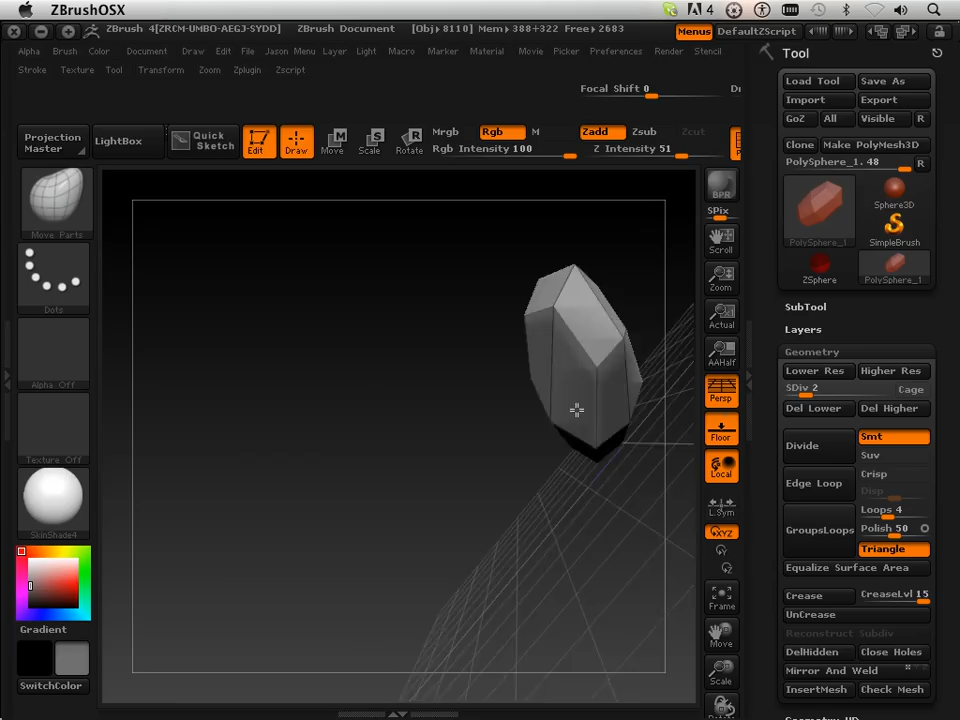 ZBrushOSX
4
ZBrush 4[ZRCM-UMBO-AEGJ-SYDD] ZBrush Document [Obj+8110] Mem+388+322 Free+2683 Menus DefaultZScript
Alpha Brush Color Document Draw Edit File Jason Menu Layer Light Macro Marker Material Movie Picker Preferences Render Stencil
Stroke Texture Tool Transform Zoom Zplugin Zscript
Focal Shift 0
Projection Master
LightBox
Quick Sketch
Edit Draw Move Scale Rotate
Mrgb Rgb M Zadd Zsub Zcut
Rgb Intensity 100 Z Intensity 51
Move Parts
Dots
Alpha Off
Texture Off
SkinShade4
Gradient
SwitchColor
BPR
SPix
Scroll
Zoom
Actual
AAHalf
Persp
Floor
Local
L.Sym
XYZ
Y
Z
Frame
Move
Scale
Tool
Load Tool Save As
Import Export
GoZ All Visible R
Clone Make PolyMesh3D
PolySphere_1. 48 R
PolySphere_1
Sphere3D
SimpleBrush
ZSphere
PolySphere_1
SubTool
Layers
Geometry
Lower Res Higher Res
SDiv 2 Cage
Del Lower Del Higher
Divide Smt
Suv
Edge Loop Crisp
Disp
Loops 4
GroupsLoops Polish 50
Triangle
Equalize Surface Area
Crease CreaseLvl 15
UnCrease
Reconstruct Subdiv
DelHidden Close Holes
Mirror And Weld
InsertMesh Check Mesh